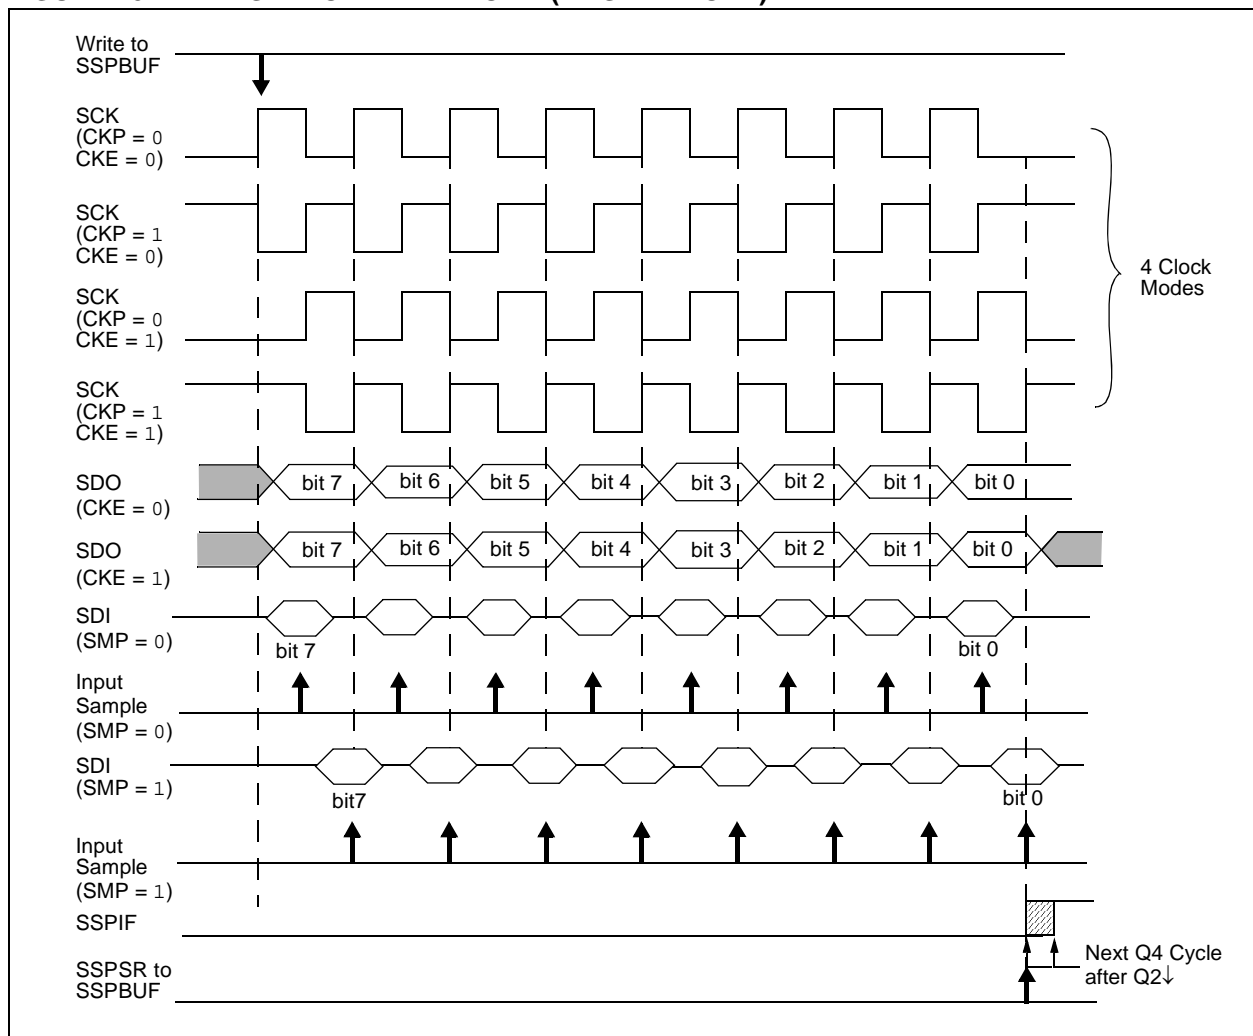 Write to
SSPBUF
SCK
(CKP = 0
CKE = 0)
SCK
(CKP = 1
CKE = 0)
4 Clock
Modes
SCK
(CKP = 0
CKE = 1)
SCK
(CKP = 1
CKE = 1)
SDO
(CKE = 0)
bit 7 bit 6 bit 5 bit 4 bit 3 bit 2 bit 1 bit 0
SDO
(CKE = 1)
bit 7 bit 6 bit 5 bit 4 bit 3 bit 2 bit 1 bit 0
SDI
(SMP = 0)
bit 7 bit 0
Input
Sample
(SMP = 0)
SDI
(SMP = 1)
bit7 bit 0
Input
Sample
(SMP = 1)
SSPIF
Next Q4 Cycle
after Q2↓
SSPSR to
SSPBUF